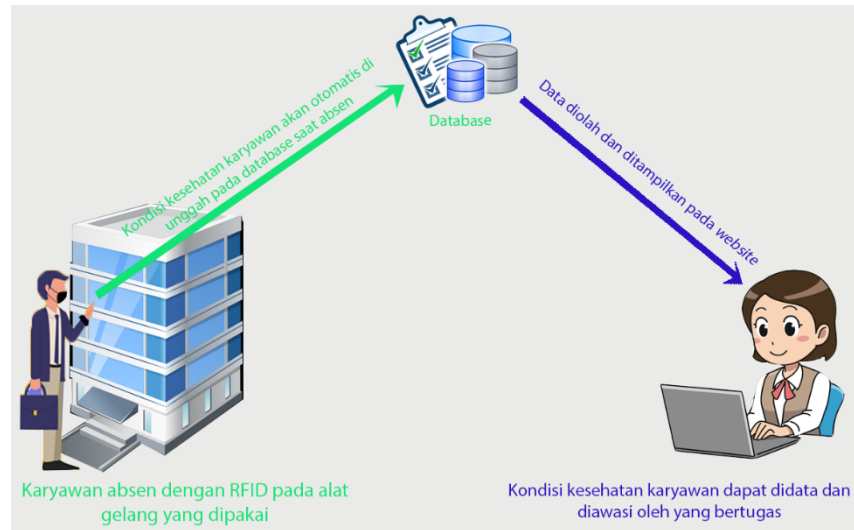 Kondisi kesehatan karyawan akan otomatis di
unggah pada database saat absen
Database
Data diolah dan ditampilkan pada website
Karyawan absen dengan RFID pada alat
gelang yang dipakai
Kondisi kesehatan karyawan dapat didata dan
diawasi oleh yang bertugas